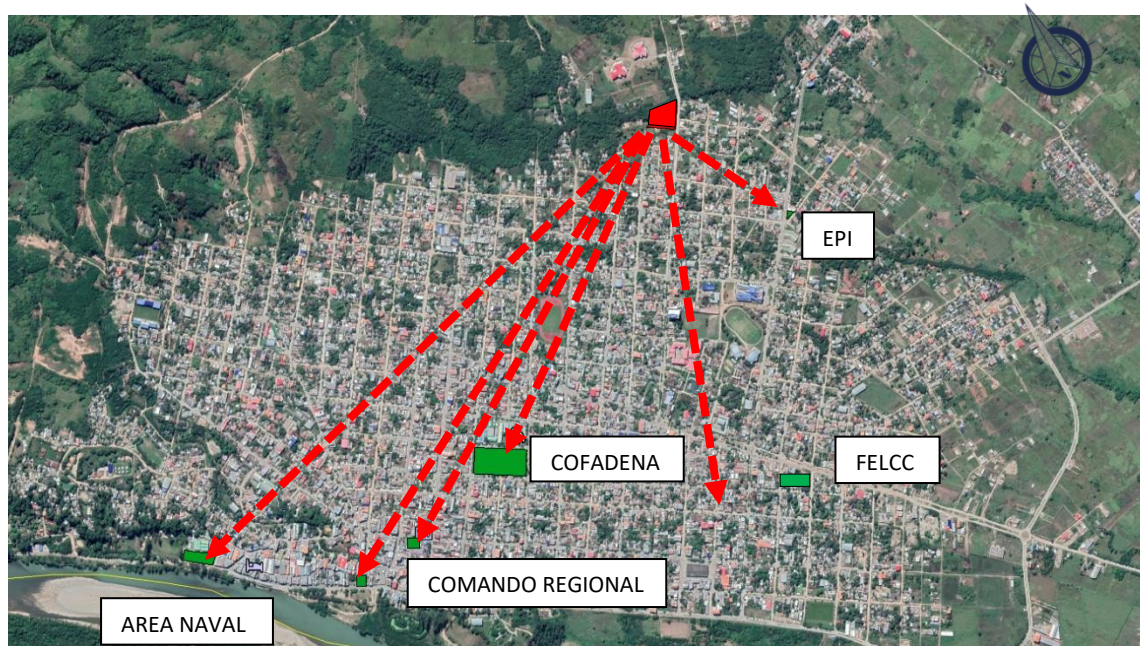 EPI
COFADENA
FELCC
COMANDO REGIONAL
AREA NAVAL